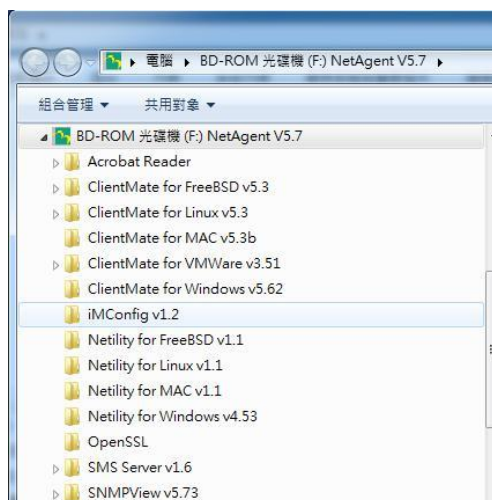 電腦 ▸ BD-ROM 光碟機 (F:) NetAgent V5.7 ▸
組合管理 ▼ 共用對象 ▼
BD-ROM 光碟機 (F:) NetAgent V5.7
Acrobat Reader
ClientMate for FreeBSD v5.3
ClientMate for Linux v5.3
ClientMate for MAC v5.3b
ClientMate for VMWare v3.51
ClientMate for Windows v5.62
iMConfig v1.2
Netility for FreeBSD v1.1
Netility for Linux v1.1
Netility for MAC v1.1
Netility for Windows v4.53
OpenSSL
SMS Server v1.6
SNMPView v5.73